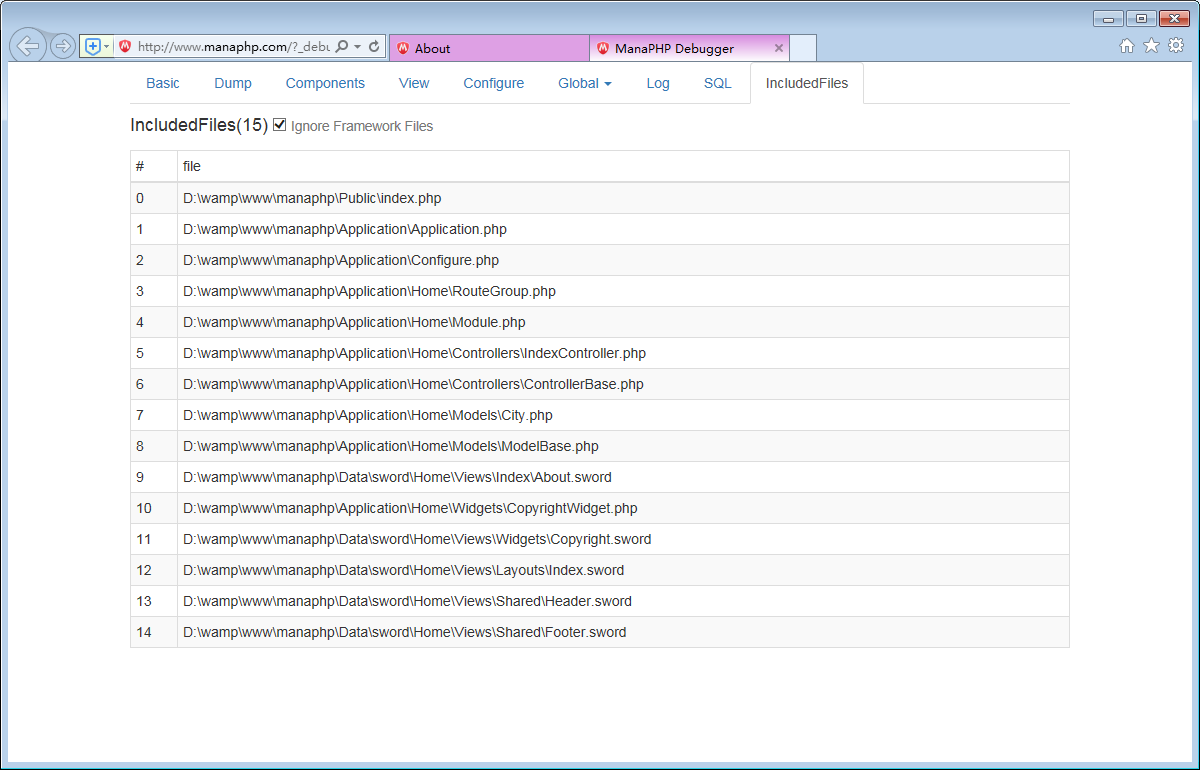 http://www.manaphp.com/?_debu
About
ManaPHP Debugger
Basic Dump Components View Configure Global Log SQL IncludedFiles
IncludedFiles(15) Ignore Framework Files
# file
0 D:\wamp\www\manaphp\Public\index.php
1 D:\wamp\www\manaphp\Application\Application.php
2 D:\wamp\www\manaphp\Application\Configure.php
3 D:\wamp\www\manaphp\Application\Home\RouteGroup.php
4 D:\wamp\www\manaphp\Application\Home\Module.php
5 D:\wamp\www\manaphp\Application\Home\Controllers\IndexController.php
6 D:\wamp\www\manaphp\Application\Home\Controllers\ControllerBase.php
7 D:\wamp\www\manaphp\Application\Home\Models\City.php
8 D:\wamp\www\manaphp\Application\Home\Models\ModelBase.php
9 D:\wamp\www\manaphp\Data\sword\Home\Views\Index\About.sword
10 D:\wamp\www\manaphp\Application\Home\Widgets\CopyrightWidget.php
11 D:\wamp\www\manaphp\Data\sword\Home\Views\Widgets\Copyright.sword
12 D:\wamp\www\manaphp\Data\sword\Home\Views\Layouts\Index.sword
13 D:\wamp\www\manaphp\Data\sword\Home\Views\Shared\Header.sword
14 D:\wamp\www\manaphp\Data\sword\Home\Views\Shared\Footer.sword